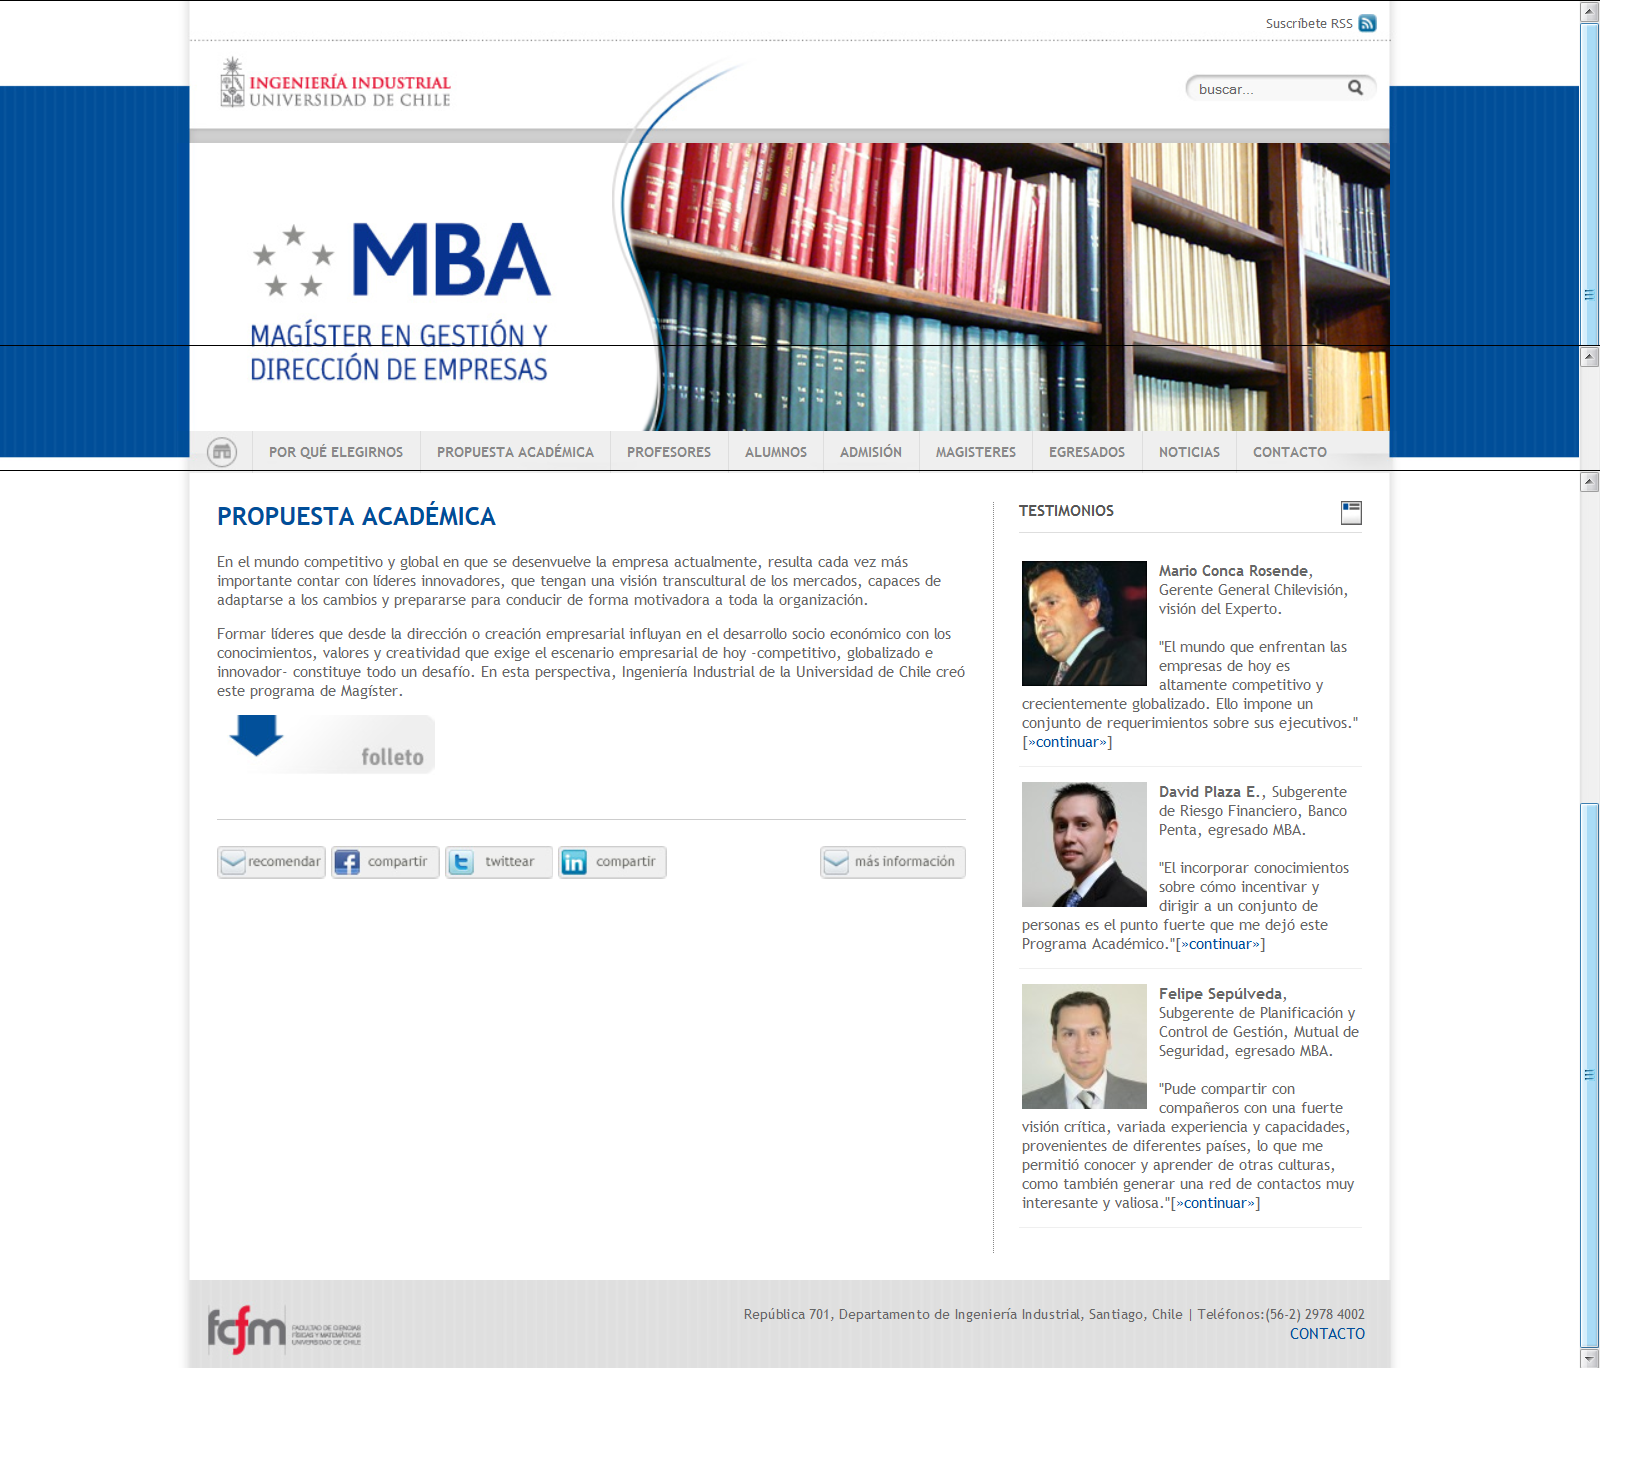 Suscríbete RSS
INGENIERÍA INDUSTRIAL
UNIVERSIDAD DE CHILE
buscar...
MBA
MAGÍSTER EN GESTIÓN Y
DIRECCIÓN DE EMPRESAS
POR QUÉ ELEGIRNOS PROPUESTA ACADÉMICA PROFESORES ALUMNOS ADMISIÓN MAGISTERES EGRESADOS NOTICIAS CONTACTO
PROPUESTA ACADÉMICA
En el mundo competitivo y global en que se desenvuelve la empresa actualmente, resulta cada vez más
importante contar con líderes innovadores, que tengan una visión transcultural de los mercados, capaces de
adaptarse a los cambios y prepararse para conducir de forma motivadora a toda la organización.
Formar líderes que desde la dirección o creación empresarial influyan en el desarrollo socio económico con los
conocimientos, valores y creatividad que exige el escenario empresarial de hoy -competitivo, globalizado e
innovador- constituye todo un desafío. En esta perspectiva, Ingeniería Industrial de la Universidad de Chile creó
este programa de Magíster.
folleto
recomendar compartir twittear compartir más información
TESTIMONIOS
Mario Conca Rosende,
Gerente General Chilevisión,
visión del Experto.
"El mundo que enfrentan las
empresas de hoy es
altamente competitivo y
crecientemente globalizado. Ello impone un
conjunto de requerimientos sobre sus ejecutivos."
[»continuar»]
David Plaza E., Subgerente
de Riesgo Financiero, Banco
Penta, egresado MBA.
"El incorporar conocimientos
sobre cómo incentivar y
dirigir a un conjunto de
personas es el punto fuerte que me dejó este
Programa Académico."[»continuar»]
Felipe Sepúlveda,
Subgerente de Planificación y
Control de Gestión, Mutual de
Seguridad, egresado MBA.
"Pude compartir con
compañeros con una fuerte
visión crítica, variada experiencia y capacidades,
provenientes de diferentes países, lo que me
permitió conocer y aprender de otras culturas,
como también generar una red de contactos muy
interesante y valiosa."[»continuar»]
fcfm
FACULTAD DE CIENCIAS
FÍSICAS Y MATEMÁTICAS
UNIVERSIDAD DE CHILE
República 701, Departamento de Ingeniería Industrial, Santiago, Chile | Teléfonos:(56-2) 2978 4002
CONTACTO